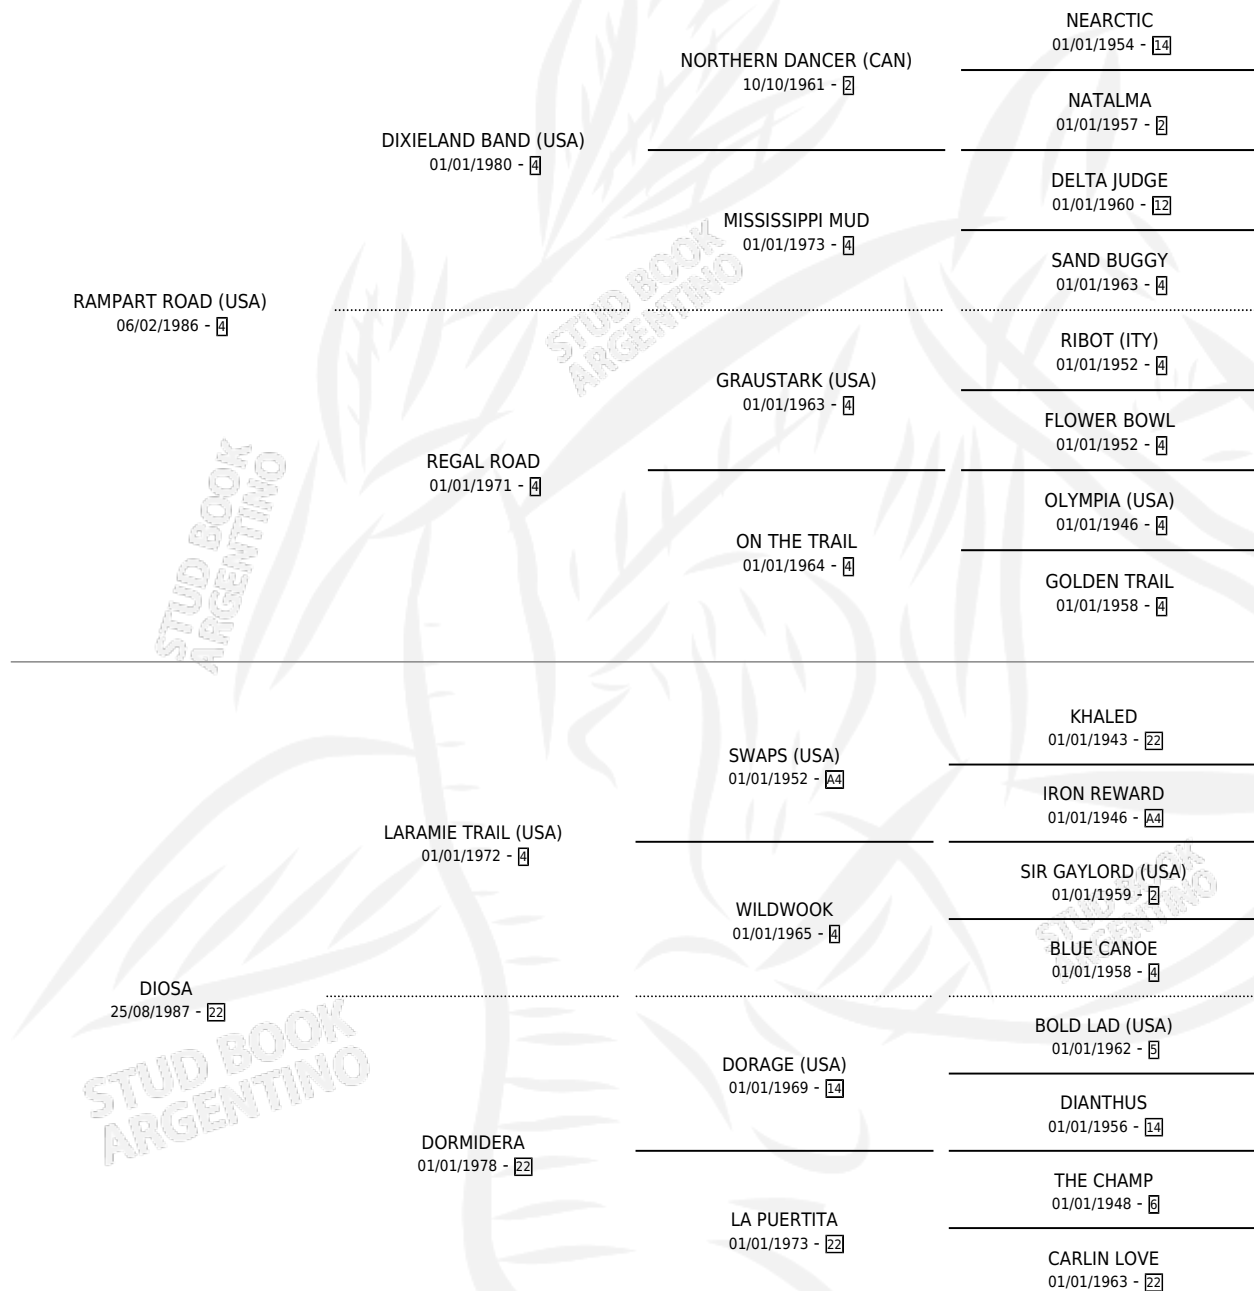 NEARCTIC
01/01/1954 - 14
NORTHERN DANCER (CAN)
10/10/1961 - 2
NATALMA
01/01/1957 - 2
DIXIELAND BAND (USA)
01/01/1980 - 4
DELTA JUDGE
01/01/1960 - 12
MISSISSIPPI MUD
01/01/1973 - 4
SAND BUGGY
01/01/1963 - 4
RAMPART ROAD (USA)
06/02/1986 - 4
RIBOT (ITY)
01/01/1952 - 4
GRAUSTARK (USA)
01/01/1963 - 4
FLOWER BOWL
01/01/1952 - 4
REGAL ROAD
01/01/1971 - 4
OLYMPIA (USA)
01/01/1946 - 4
ON THE TRAIL
01/01/1964 - 4
GOLDEN TRAIL
01/01/1958 - 4
KHALED
01/01/1943 - 22
SWAPS (USA)
01/01/1952 - A4
IRON REWARD
01/01/1946 - A4
LARAMIE TRAIL (USA)
01/01/1972 - 4
SIR GAYLORD (USA)
01/01/1959 - 2
WILDWOOK
01/01/1965 - 4
BLUE CANOE
01/01/1958 - 4
DIOSA
25/08/1987 - 22
BOLD LAD (USA)
01/01/1962 - 5
DORAGE (USA)
01/01/1969 - 14
DIANTHUS
01/01/1956 - 14
DORMIDERA
01/01/1978 - 22
THE CHAMP
01/01/1948 - 6
LA PUERTITA
01/01/1973 - 22
CARLIN LOVE
01/01/1963 - 22
STUD BOOK
ARGENTINO
STUD BOOK
ARGENTINO
STUD BOOK
ARGENTINO
STUD BOOK
ARGENTINO